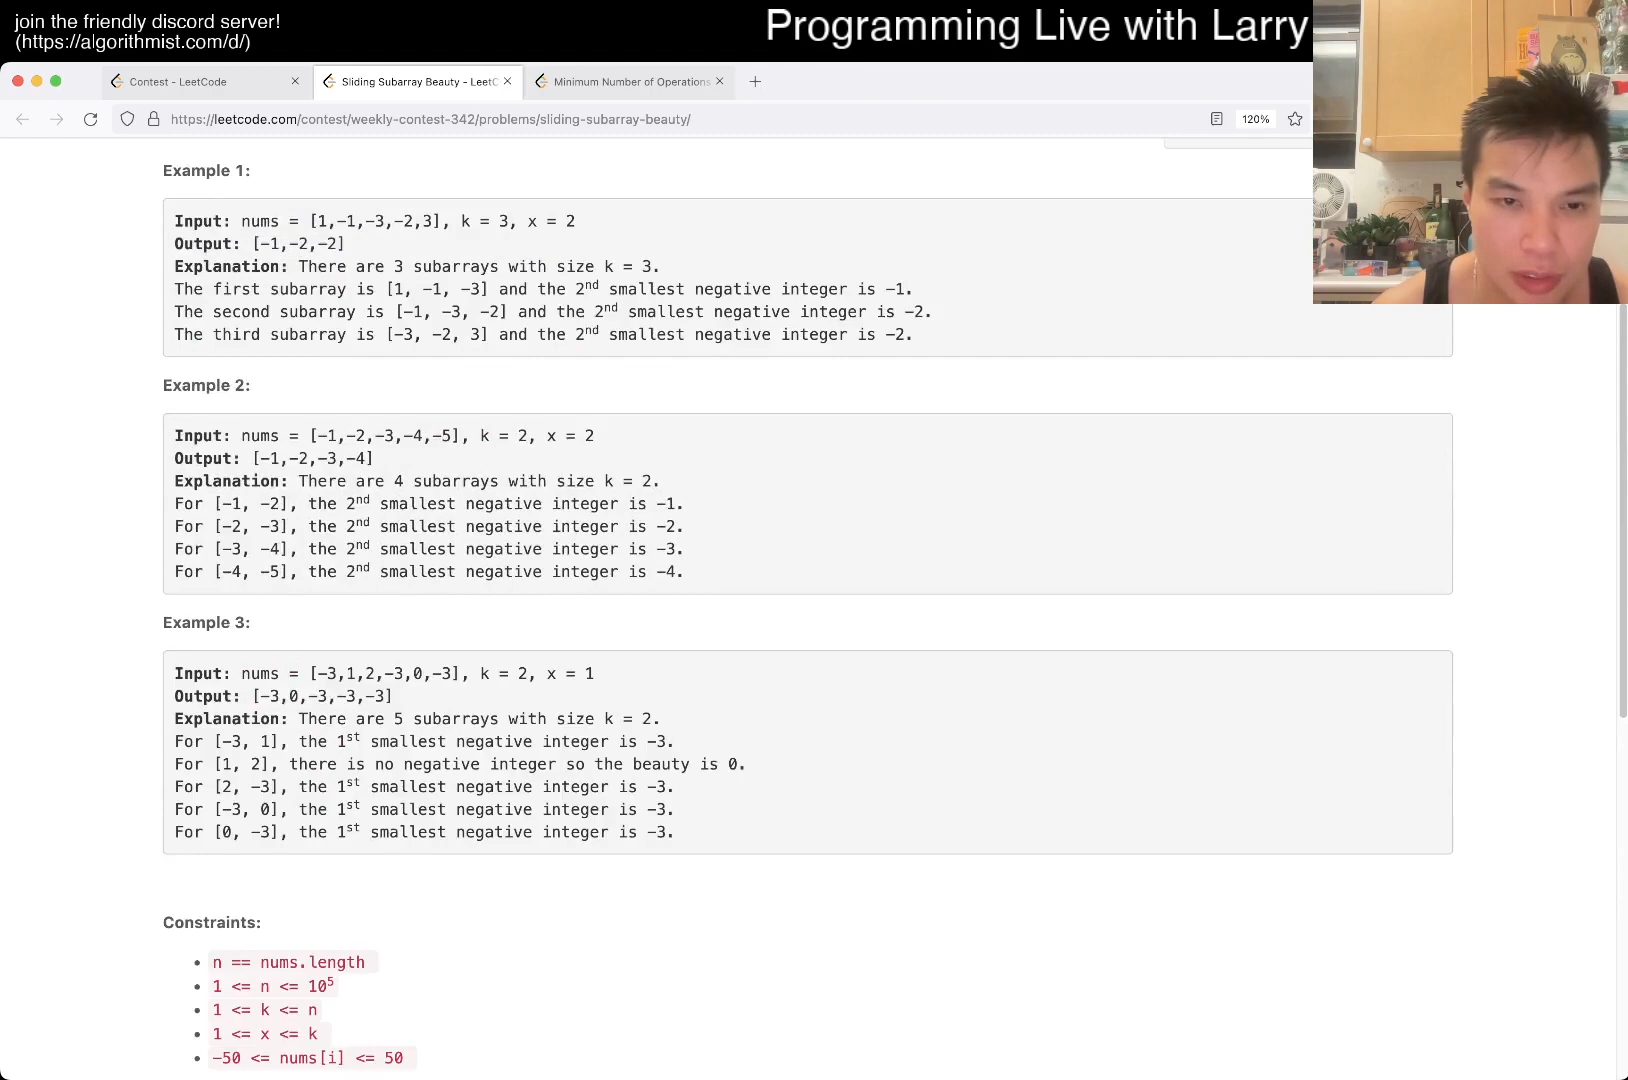 join the friendly discord server!
(https://algorithmist.com/d/)
Programming Live with Larry
Contest - LeetCode
Sliding Subarray Beauty - LeetC
Minimum Number of Operations
https://leetcode.com/contest/weekly-contest-342/problems/sliding-subarray-beauty/
120%
Example 1:
Input: nums = [1,-1,-3,-2,3], k = 3, x = 2
Output: [-1,-2,-2]
Explanation: There are 3 subarrays with size k = 3.
The first subarray is [1, -1, -3] and the 2nd smallest negative integer is -1.
The second subarray is [-1, -3, -2] and the 2nd smallest negative integer is -2.
The third subarray is [-3, -2, 3] and the 2nd smallest negative integer is -2.
Example 2:
Input: nums = [-1,-2,-3,-4,-5], k = 2, x = 2
Output: [-1,-2,-3,-4]
Explanation: There are 4 subarrays with size k = 2.
For [-1, -2], the 2nd smallest negative integer is -1.
For [-2, -3], the 2nd smallest negative integer is -2.
For [-3, -4], the 2nd smallest negative integer is -3.
For [-4, -5], the 2nd smallest negative integer is -4.
Example 3:
Input: nums = [-3,1,2,-3,0,-3], k = 2, x = 1
Output: [-3,0,-3,-3,-3]
Explanation: There are 5 subarrays with size k = 2.
For [-3, 1], the 1st smallest negative integer is -3.
For [1, 2], there is no negative integer so the beauty is 0.
For [2, -3], the 1st smallest negative integer is -3.
For [-3, 0], the 1st smallest negative integer is -3.
For [0, -3], the 1st smallest negative integer is -3.
Constraints:
• n == nums.length
• 1 <= n <= 10^5
• 1 <= k <= n
• 1 <= x <= k
• -50 <= nums[i] <= 50